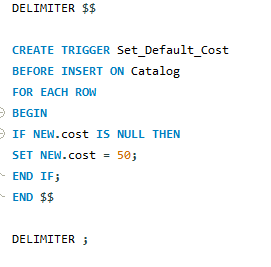 DELIMITER $$
CREATE TRIGGER Set_Default_Cost
BEFORE INSERT ON Catalog
FOR EACH ROW
BEGIN
IF NEW.cost IS NULL THEN
SET NEW.cost = 50;
END IF;
END $$
DELIMITER ;